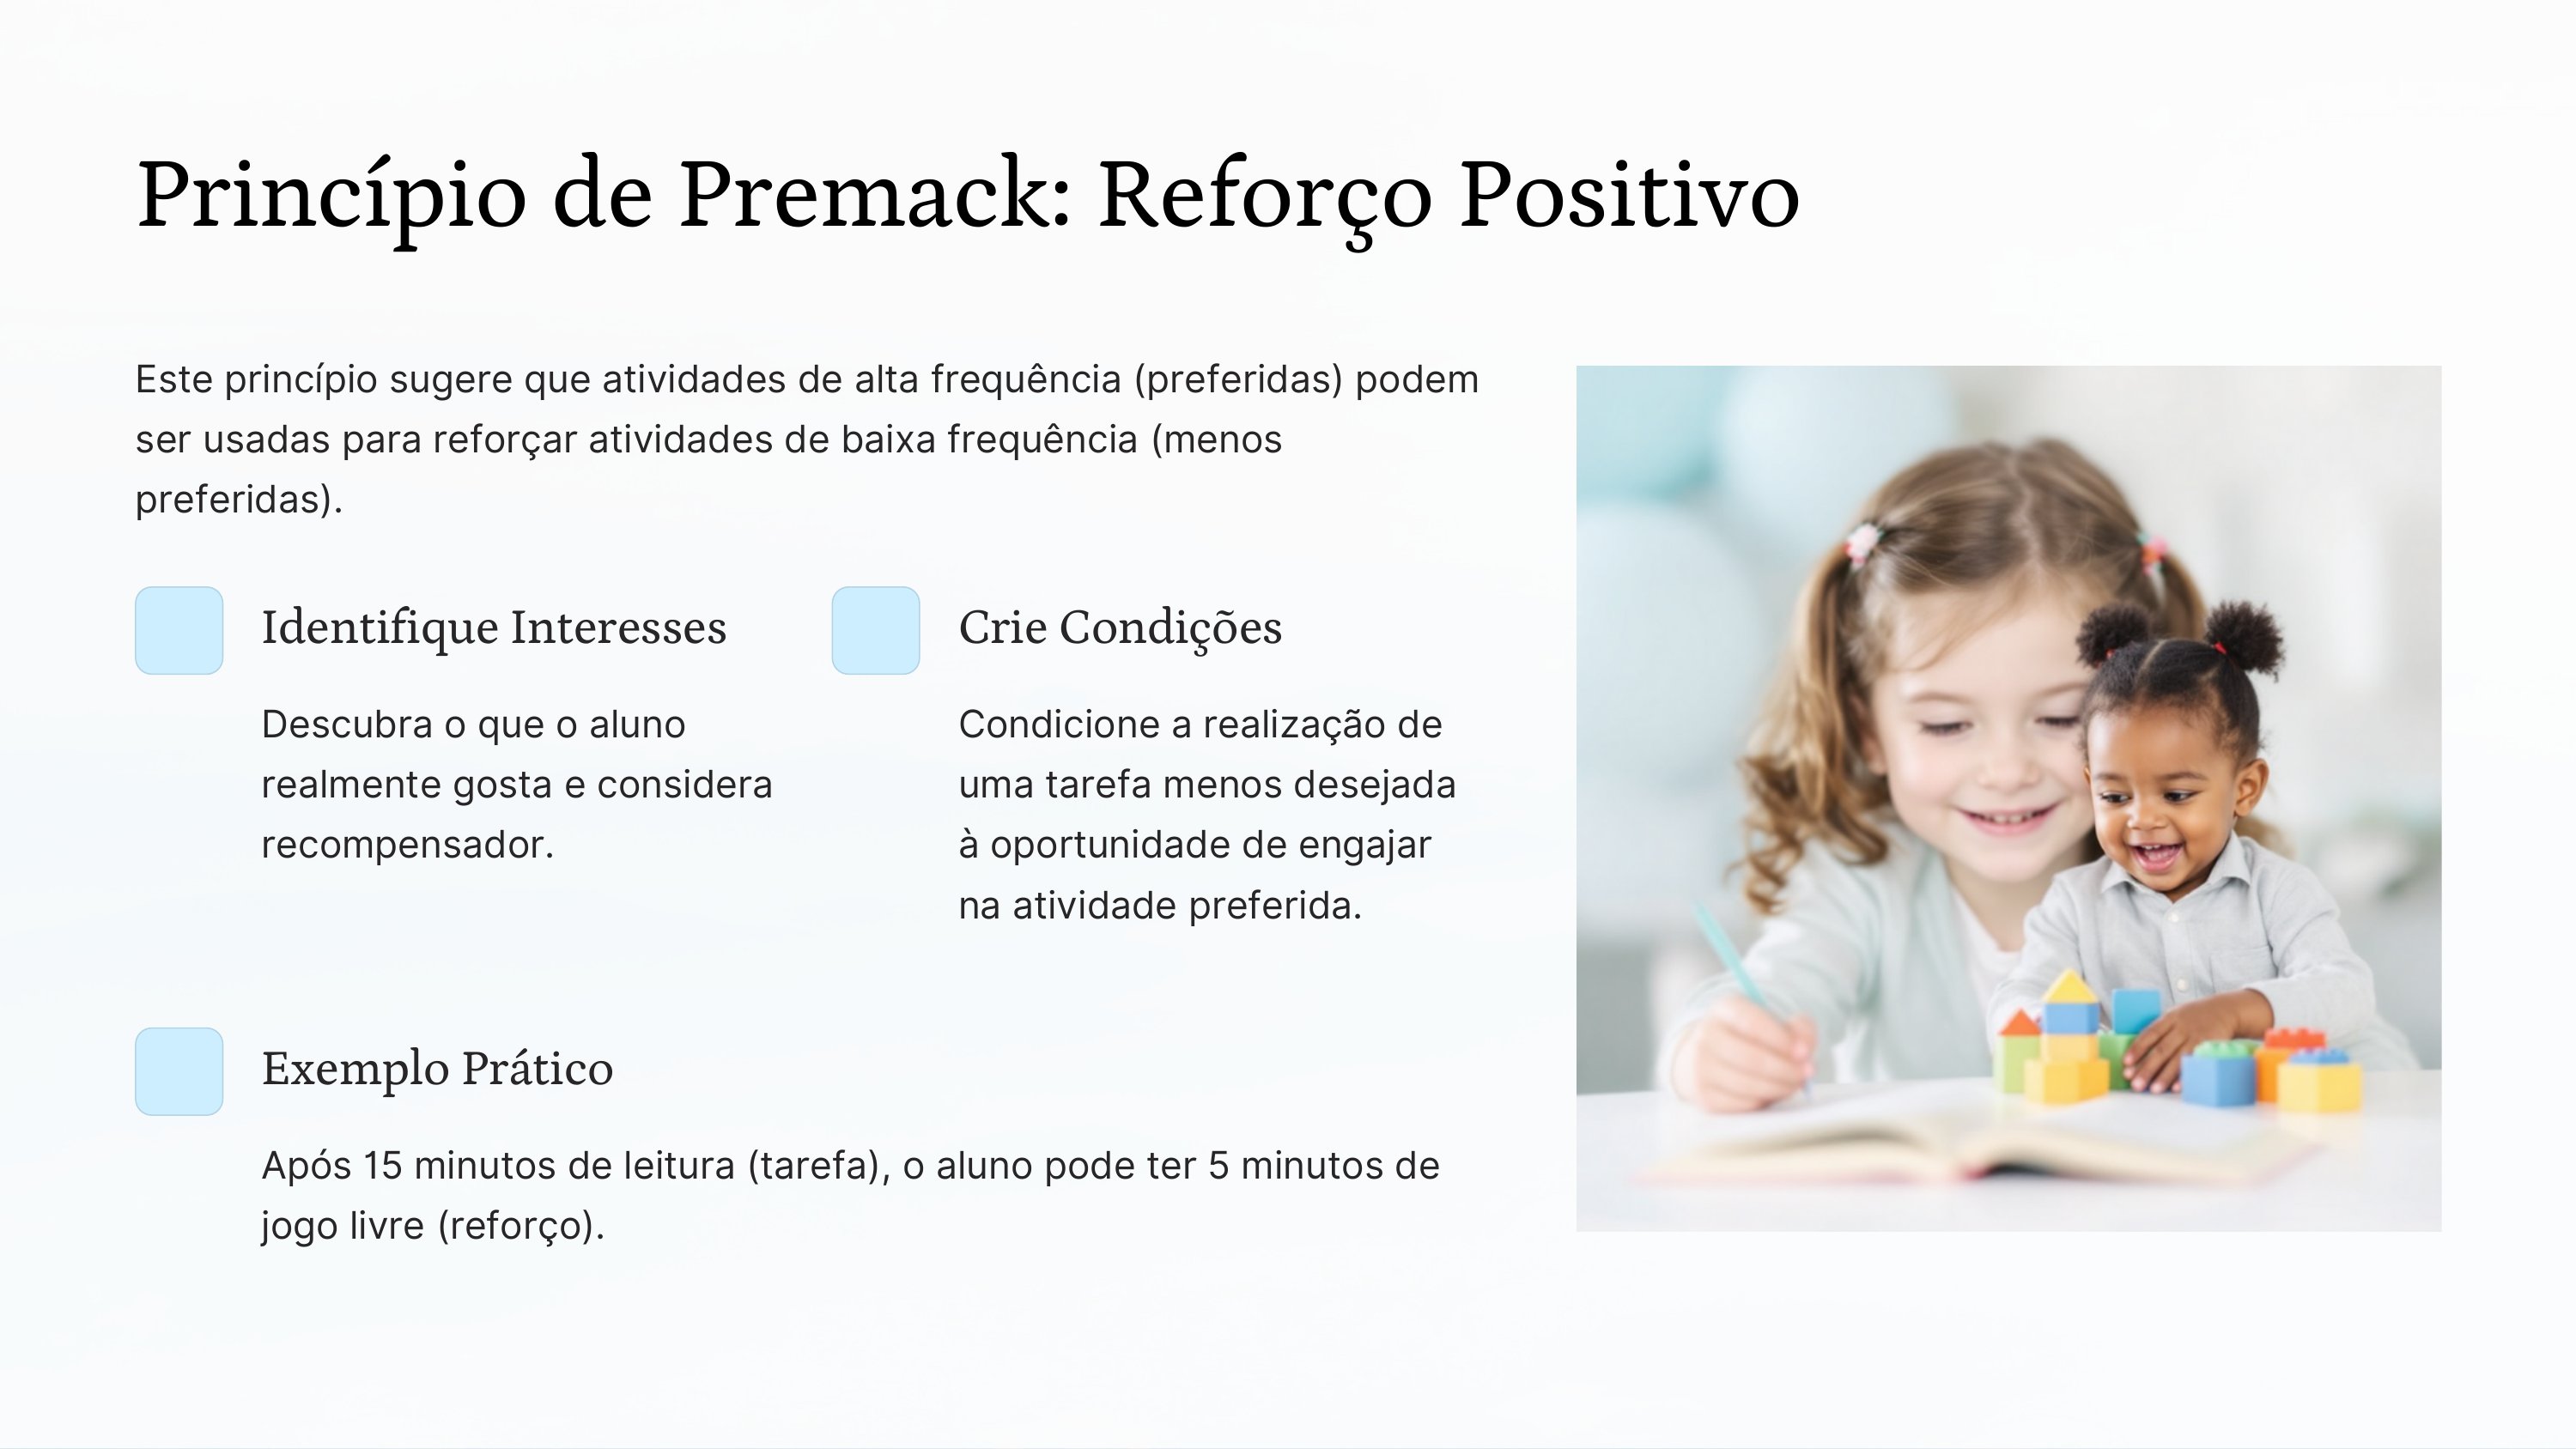 Princípio de Premack: Reforço Positivo
Este princípio sugere que atividades de alta frequência (preferidas) podem
ser usadas para reforçar atividades de baixa frequência (menos
preferidas).
Identifique Interesses
Descubra o que o aluno
realmente gosta e considera
recompensador.
Crie Condições
Condicione a realização de
uma tarefa menos desejada
à oportunidade de engajar
na atividade preferida.
Exemplo Prático
Após 15 minutos de leitura (tarefa), o aluno pode ter 5 minutos de
jogo livre (reforço).